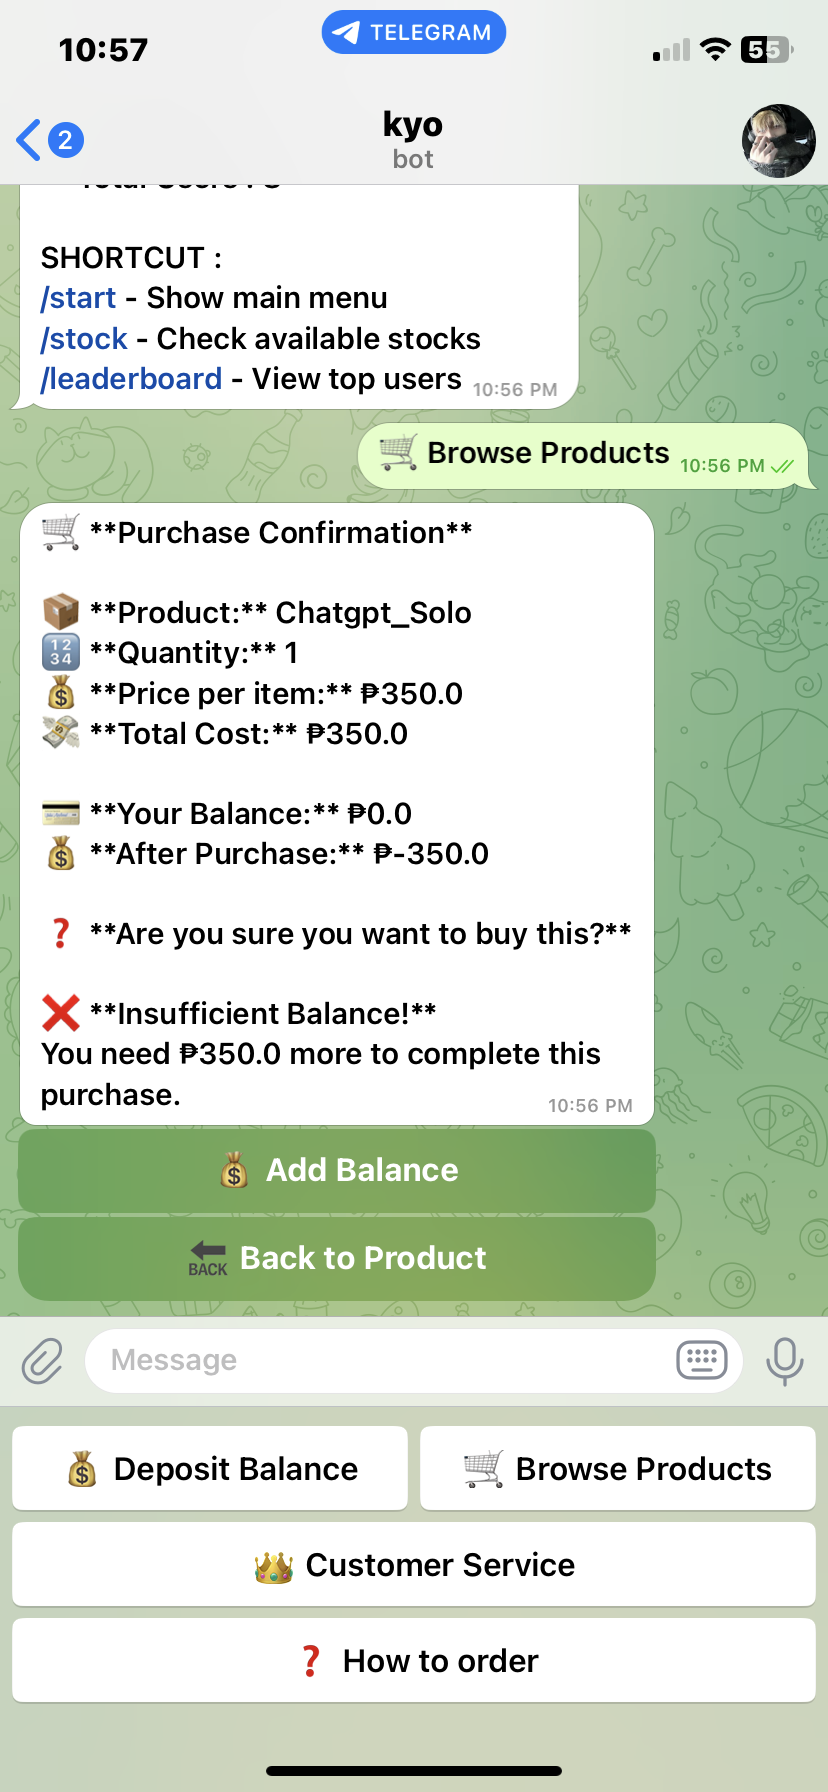 10:57
TELEGRAM
55
2
kyo
bot
SHORTCUT :
/start - Show main menu
/stock - Check available stocks
/leaderboard - View top users 10:56 PM
🛒 Browse Products 10:56 PM
🛒 **Purchase Confirmation**
📦 **Product:** Chatgpt_Solo
🔢 **Quantity:** 1
💰 **Price per item:** ₱350.0
💸 **Total Cost:** ₱350.0
💳 **Your Balance:** ₱0.0
💰 **After Purchase:** ₱-350.0
❓ **Are you sure you want to buy this?**
❌ **Insufficient Balance!**
You need ₱350.0 more to complete this
purchase. 10:56 PM
💰 Add Balance
🔙 Back to Product
Message
💰 Deposit Balance
🛒 Browse Products
👑 Customer Service
❓ How to order